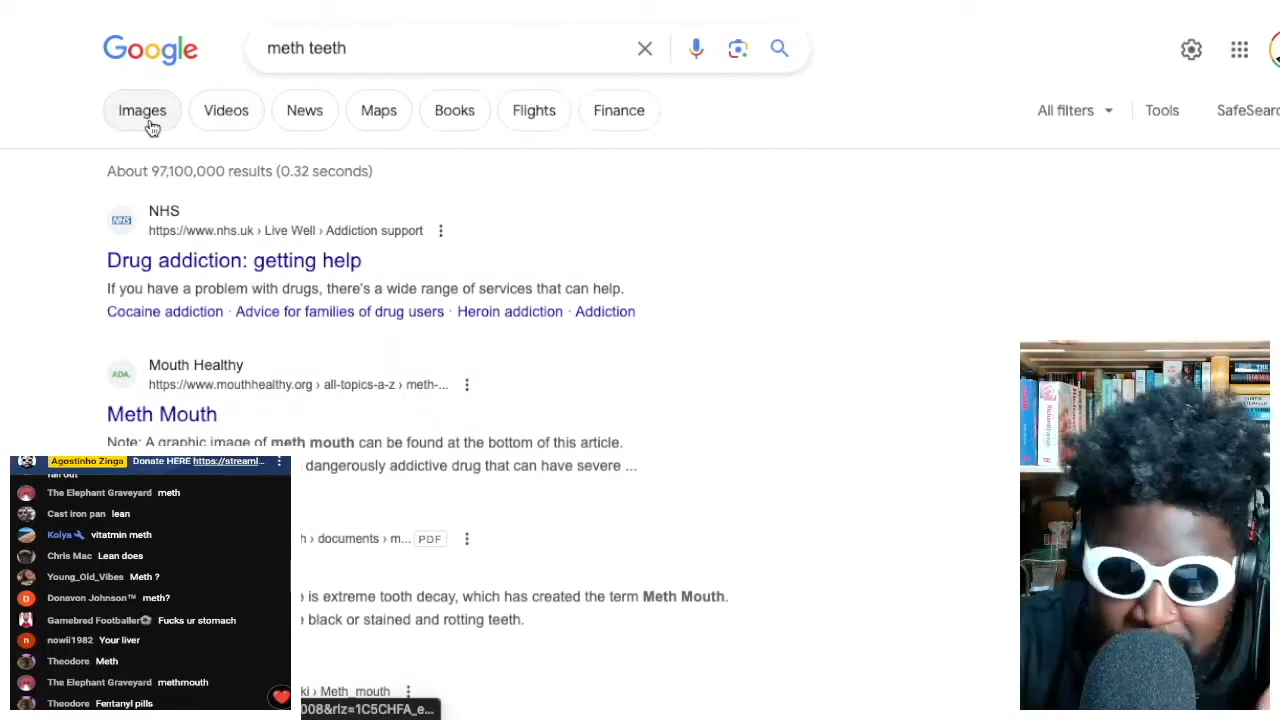 Google
meth teeth
Images
Videos
News
Maps
Books
Flights
Finance
All filters
Tools
About 97,100,000 results (0.32 seconds)
NHS
NHS
https://www.nhs.uk › Live Well › Addiction support
Drug addiction: getting help
If you have a problem with drugs, there's a wide range of services that can help.
Cocaine addiction · Advice for families of drug users · Heroin addiction · Addiction
ADA
Mouth Healthy
https://www.mouthhealthy.org › all-topics-a-z › meth-...
Meth Mouth
Note: A graphic image of meth mouth can be found at the bottom of this article.
dangerously addictive drug that can have severe ...
› documents › m... PDF
is extreme tooth decay, which has created the term Meth Mouth.
black or stained and rotting teeth.
› Meth_mouth
008&rlz=1C5CHFA_e...
Agostinho Zinga Donate HERE https://streaml...
The Elephant Graveyard meth
Cast iron pan lean
Kolya vitatmin meth
Chris Mac Lean does
Young_Old_Vibes Meth ?
Donavon Johnson™ meth?
Gamebred Footballer Fucks ur stomach
nowii1982 Your liver
Theodore Meth
The Elephant Graveyard methmouth
Theodore Fentanyl pills